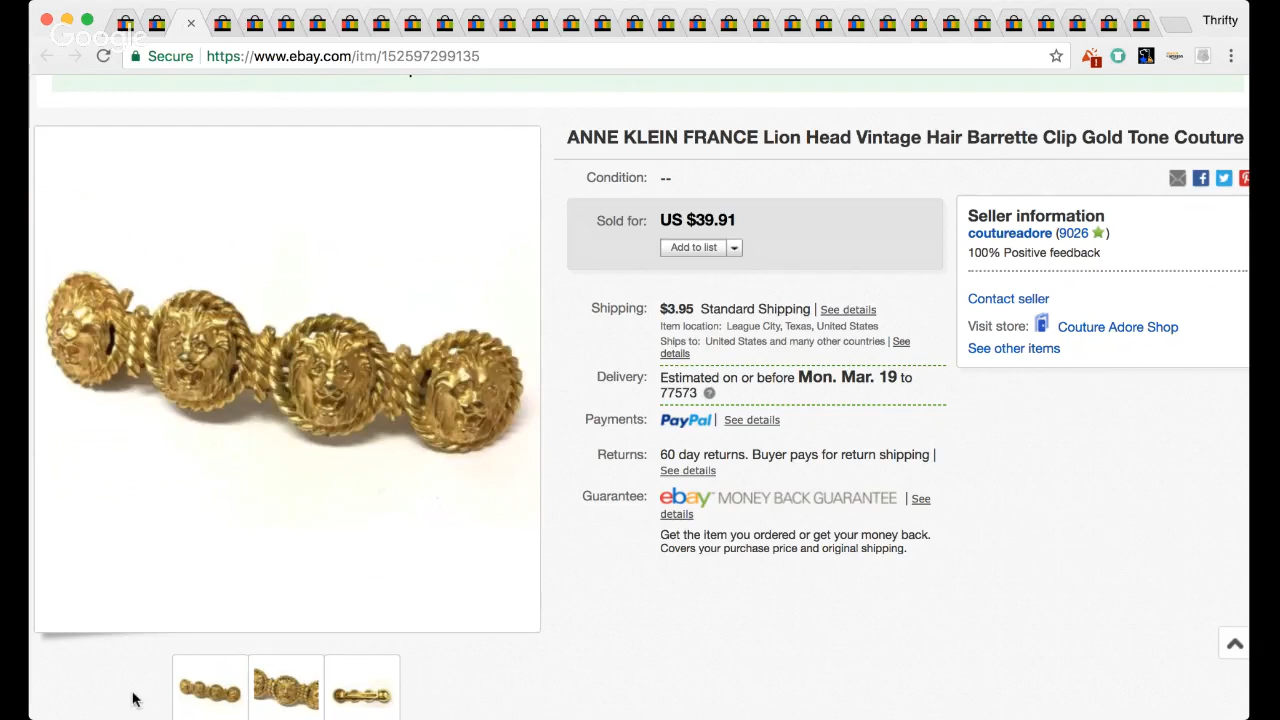 Thrifty
Google
Secure https://www.ebay.com/itm/152597299135
ANNE KLEIN FRANCE Lion Head Vintage Hair Barrette Clip Gold Tone Couture
Condition: --
Sold for: US $39.91
Add to list
Seller information
coutureadore (9026 )
100% Positive feedback
Contact seller
Visit store: Couture Adore Shop
See other items
Shipping: $3.95 Standard Shipping | See details
Item location: League City, Texas, United States
Ships to: United States and many other countries | See
details
Delivery: Estimated on or before Mon. Mar. 19 to
77573
Payments: PayPal | See details
Returns: 60 day returns. Buyer pays for return shipping |
See details
Guarantee: ebay MONEY BACK GUARANTEE | See
details
Get the item you ordered or get your money back.
Covers your purchase price and original shipping.